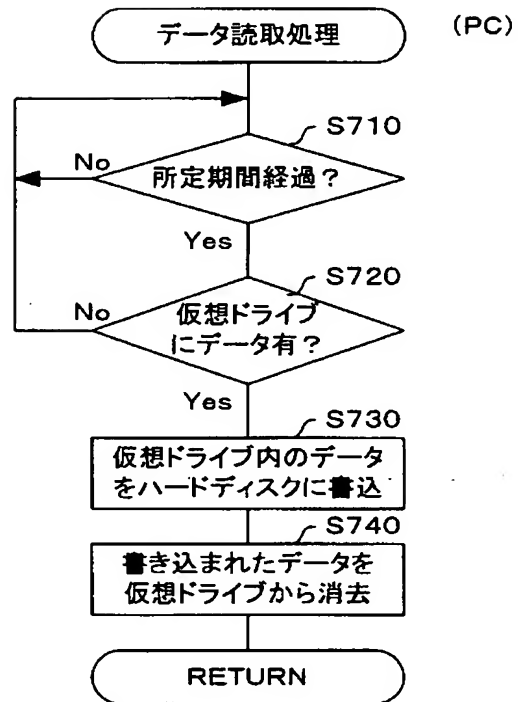 データ読取処理
(PC)
S710
No
所定期間経過?
Yes
S720
No
仮想ドライブ
にデータ有?
Yes
S730
仮想ドライブ内のデータ
をハードディスクに書込
S740
書き込まれたデータを
仮想ドライブから消去
RETURN